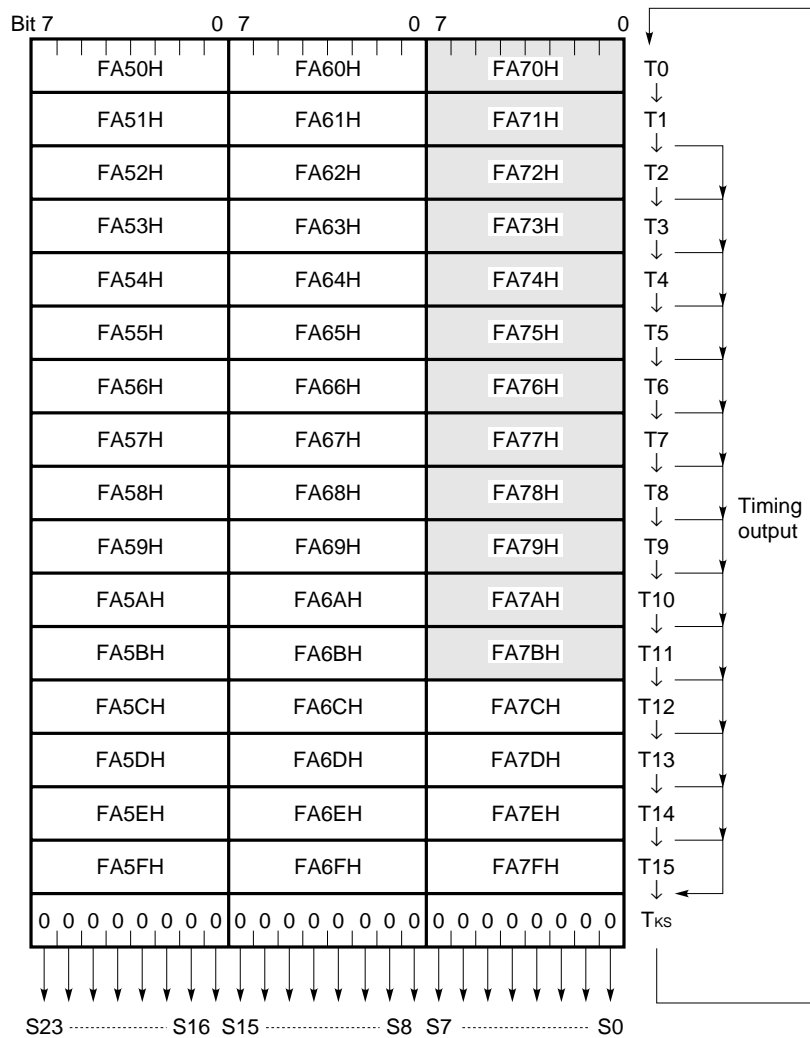 Bit 7 0 7 0 7 0
FA50H FA60H FA70H T0
FA51H FA61H FA71H T1
FA52H FA62H FA72H T2
FA53H FA63H FA73H T3
FA54H FA64H FA74H T4
FA55H FA65H FA75H T5
FA56H FA66H FA76H T6
FA57H FA67H FA77H T7
FA58H FA68H FA78H T8
Timing
output
FA59H FA69H FA79H T9
FA5AH FA6AH FA7AH T10
FA5BH FA6BH FA7BH T11
FA5CH FA6CH FA7CH T12
FA5DH FA6DH FA7DH T13
FA5EH FA6EH FA7EH T14
FA5FH FA6FH FA7FH T15
0 0 0 0 0 0 0 0 0 0 0 0 0 0 0 0 0 0 0 0 0 0 0 0 TKS
S23 S16 S15 S8 S7 S0